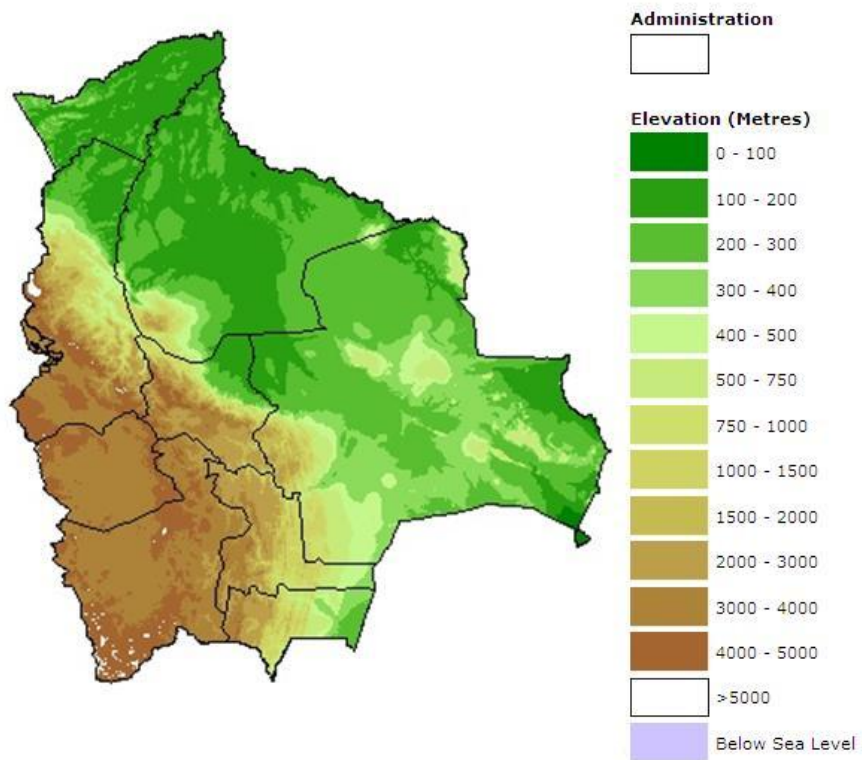 Administration
Elevation (Metres)
0 - 100
100 - 200
200 - 300
300 - 400
400 - 500
500 - 750
750 - 1000
1000 - 1500
1500 - 2000
2000 - 3000
3000 - 4000
4000 - 5000
>5000
Below Sea Level